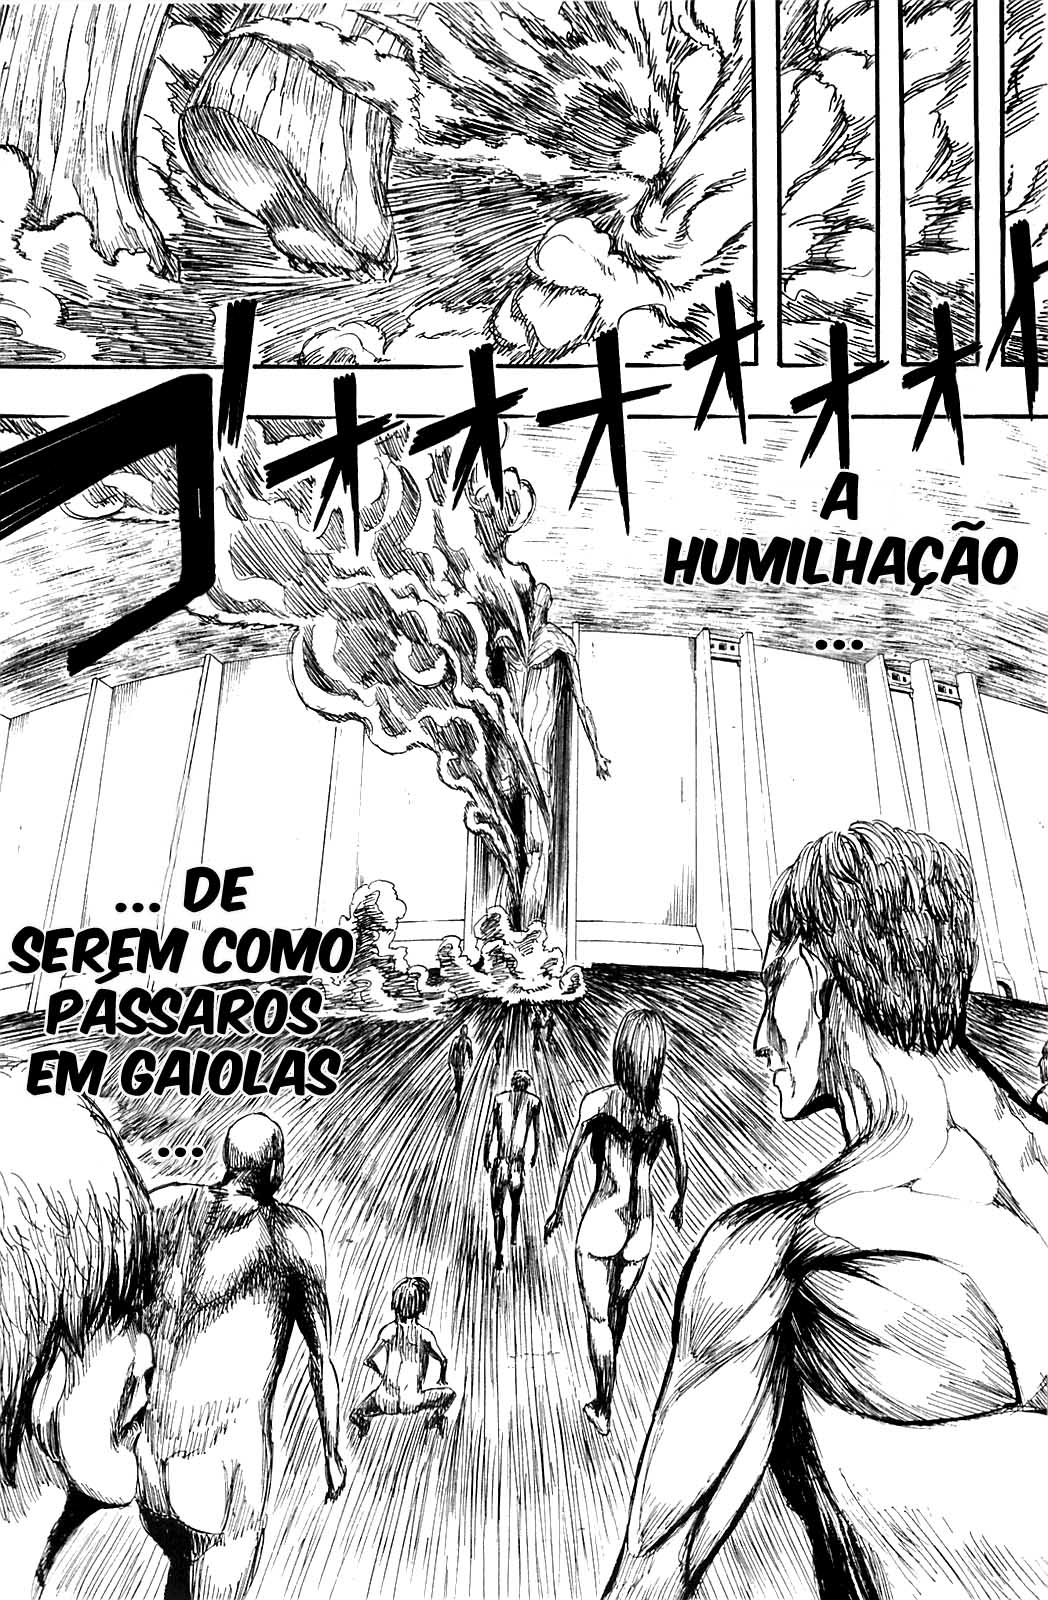 ゴオオオオオオオ
A
HUMILHAÇÃO
...
... DE
SEREM COMO
PÁSSAROS
EM GAIOLAS
...